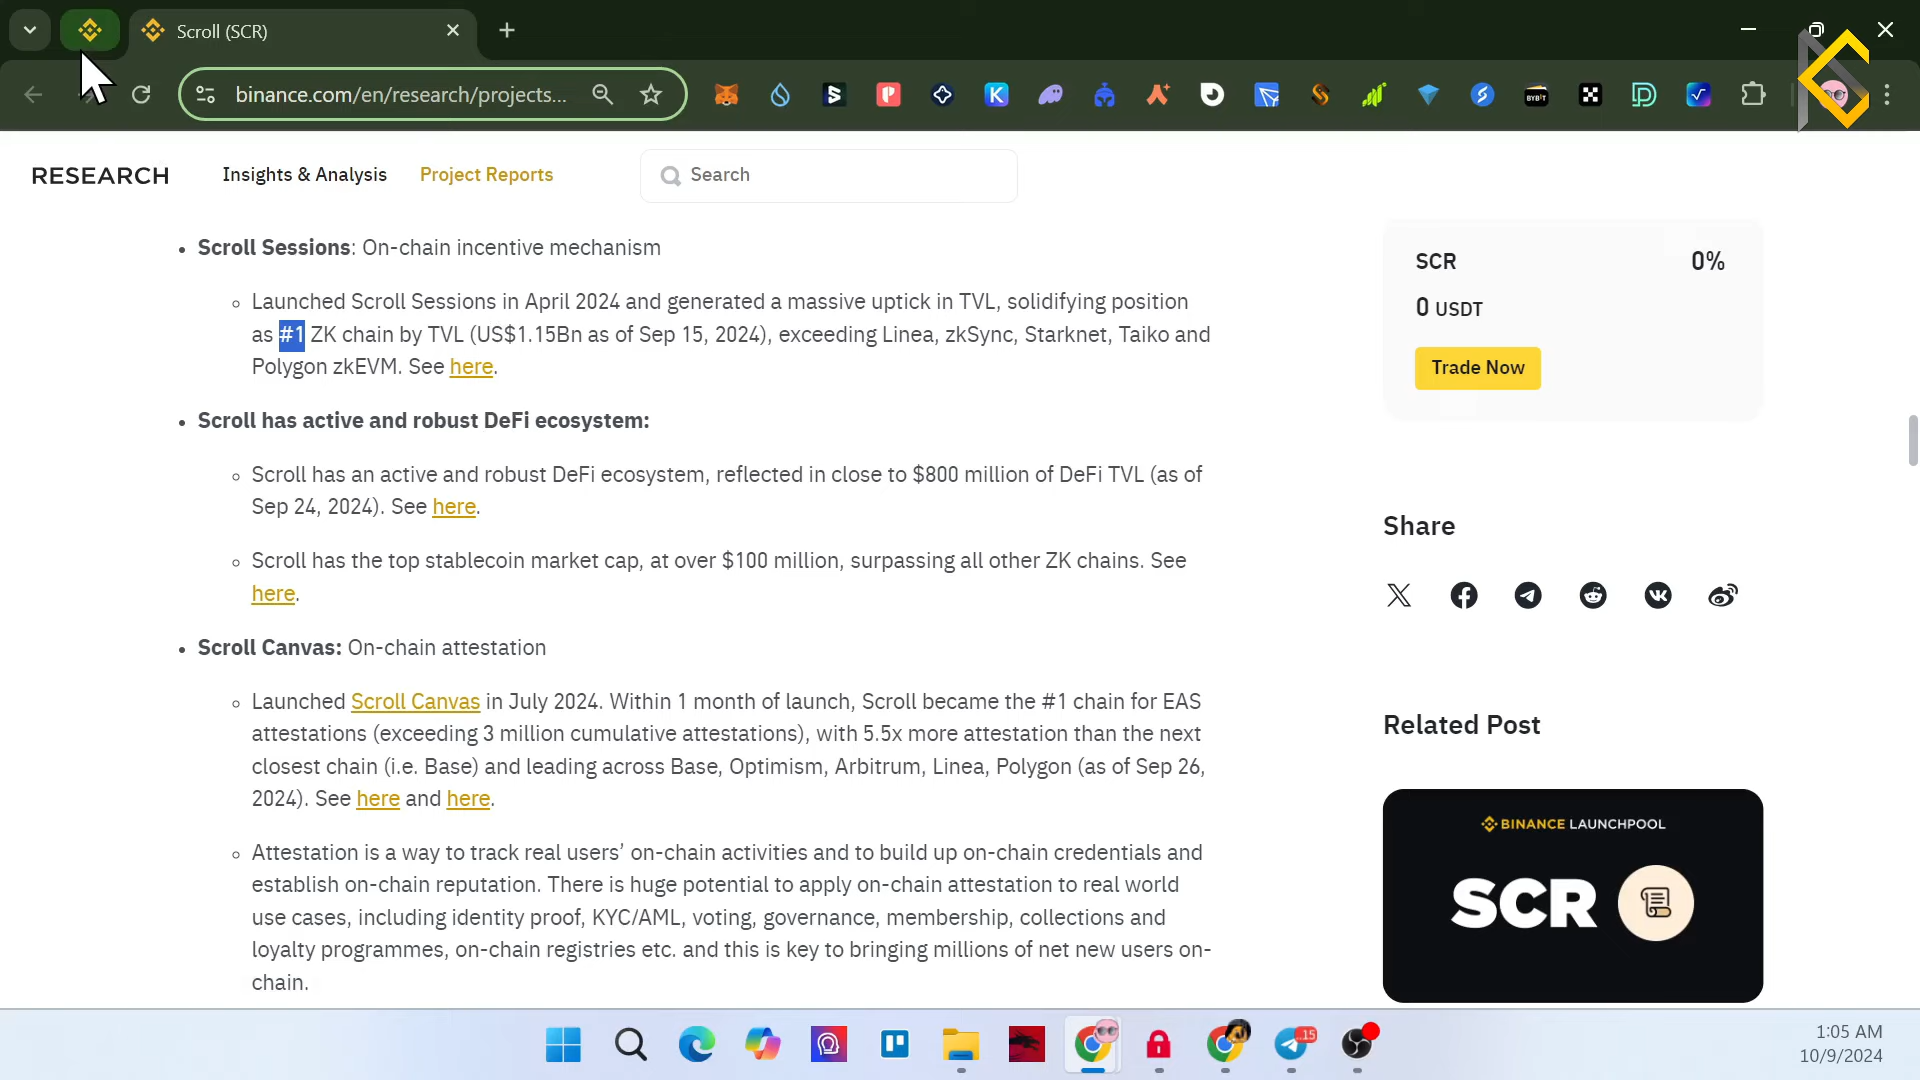 Scroll (SCR)
binance.com/en/research/projects...
BYBIT
RESEARCH
Insights & Analysis
Project Reports
Search
• Scroll Sessions: On-chain incentive mechanism
◦ Launched Scroll Sessions in April 2024 and generated a massive uptick in TVL, solidifying position
as #1 ZK chain by TVL (US$1.15Bn as of Sep 15, 2024), exceeding Linea, zkSync, Starknet, Taiko and
Polygon zkEVM. See here.
• Scroll has active and robust DeFi ecosystem:
◦ Scroll has an active and robust DeFi ecosystem, reflected in close to $800 million of DeFi TVL (as of
Sep 24, 2024). See here.
◦ Scroll has the top stablecoin market cap, at over $100 million, surpassing all other ZK chains. See
here.
• Scroll Canvas: On-chain attestation
◦ Launched Scroll Canvas in July 2024. Within 1 month of launch, Scroll became the #1 chain for EAS
attestations (exceeding 3 million cumulative attestations), with 5.5x more attestation than the next
closest chain (i.e. Base) and leading across Base, Optimism, Arbitrum, Linea, Polygon (as of Sep 26,
2024). See here and here.
◦ Attestation is a way to track real users’ on-chain activities and to build up on-chain credentials and
establish on-chain reputation. There is huge potential to apply on-chain attestation to real world
use cases, including identity proof, KYC/AML, voting, governance, membership, collections and
loyalty programmes, on-chain registries etc. and this is key to bringing millions of net new users on-
chain.
SCR 0%
0 USDT
Trade Now
Share
Related Post
BINANCE LAUNCHPOOL
SCR
15
1:05 AM
10/9/2024